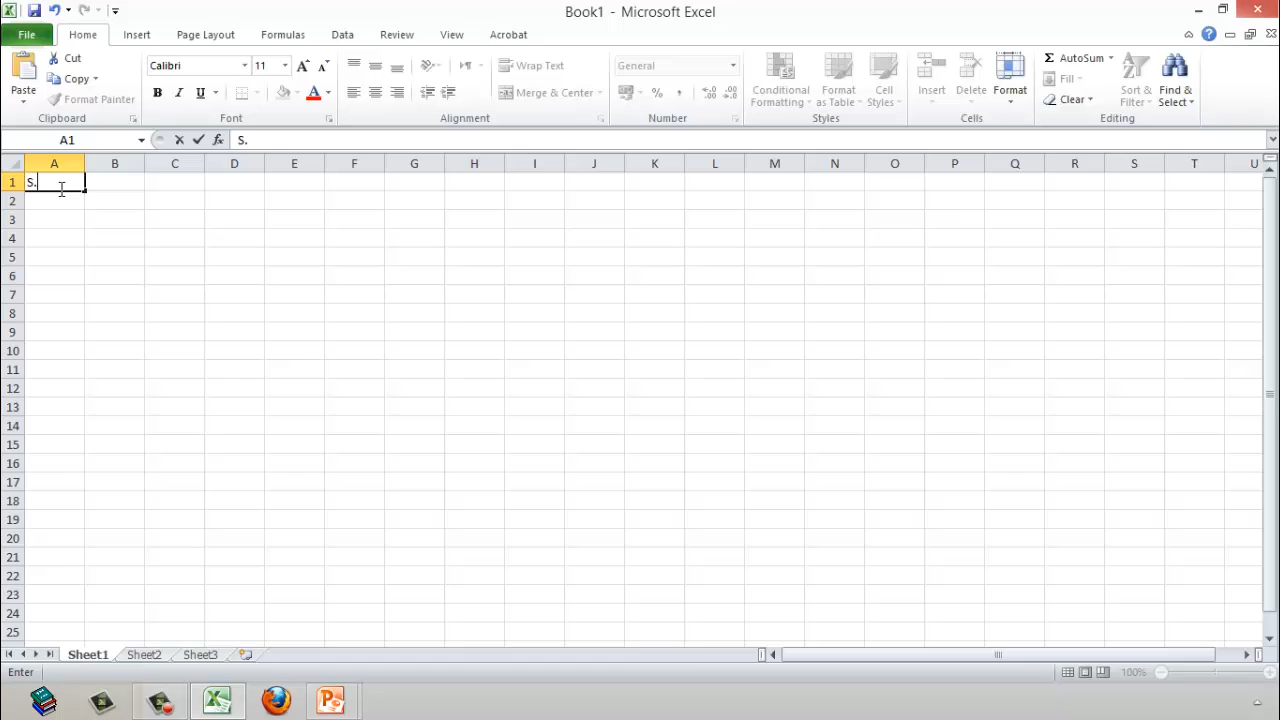 Book1 - Microsoft Excel
File Home Insert Page Layout Formulas Data Review View Acrobat
Paste
Cut
Copy
Format Painter
Clipboard
Calibri 11
B I U
Font
Wrap Text
Merge & Center
Alignment
General
%
Number
Conditional Formatting
Format as Table
Cell Styles
Styles
Insert
Delete
Format
Cells
Σ AutoSum
Fill
Clear
Sort & Filter
Find & Select
Editing
A1 fx S.
A B C D E F G H I J K L M N O P Q R S T U
1 S.
2
3
4
5
6
7
8
9
10
11
12
13
14
15
16
17
18
19
20
21
22
23
24
25
Sheet1 Sheet2 Sheet3
Enter 100%